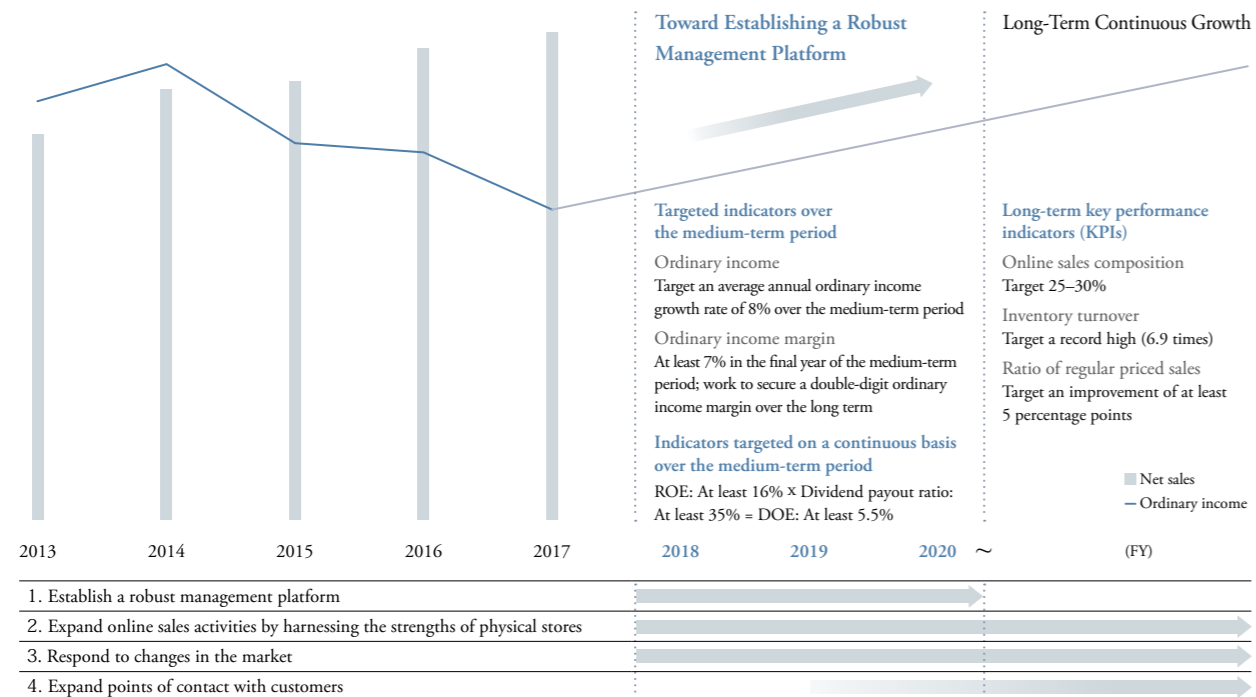 Toward Establishing a Robust
Management Platform
Long-Term Continuous Growth
Targeted indicators over
the medium-term period
Ordinary income
Target an average annual ordinary income
growth rate of 8% over the medium-term period
Ordinary income margin
At least 7% in the final year of the medium-term
period; work to secure a double-digit ordinary
income margin over the long term
Indicators targeted on a continuous basis
over the medium-term period
ROE: At least 16% x Dividend payout ratio:
At least 35% = DOE: At least 5.5%
Long-term key performance
indicators (KPIs)
Online sales composition
Target 25–30%
Inventory turnover
Target a record high (6.9 times)
Ratio of regular priced sales
Target an improvement of at least
5 percentage points
Net sales
Ordinary income
2013 2014 2015 2016 2017 2018 2019 2020 ~ (FY)
1. Establish a robust management platform
2. Expand online sales activities by harnessing the strengths of physical stores
3. Respond to changes in the market
4. Expand points of contact with customers